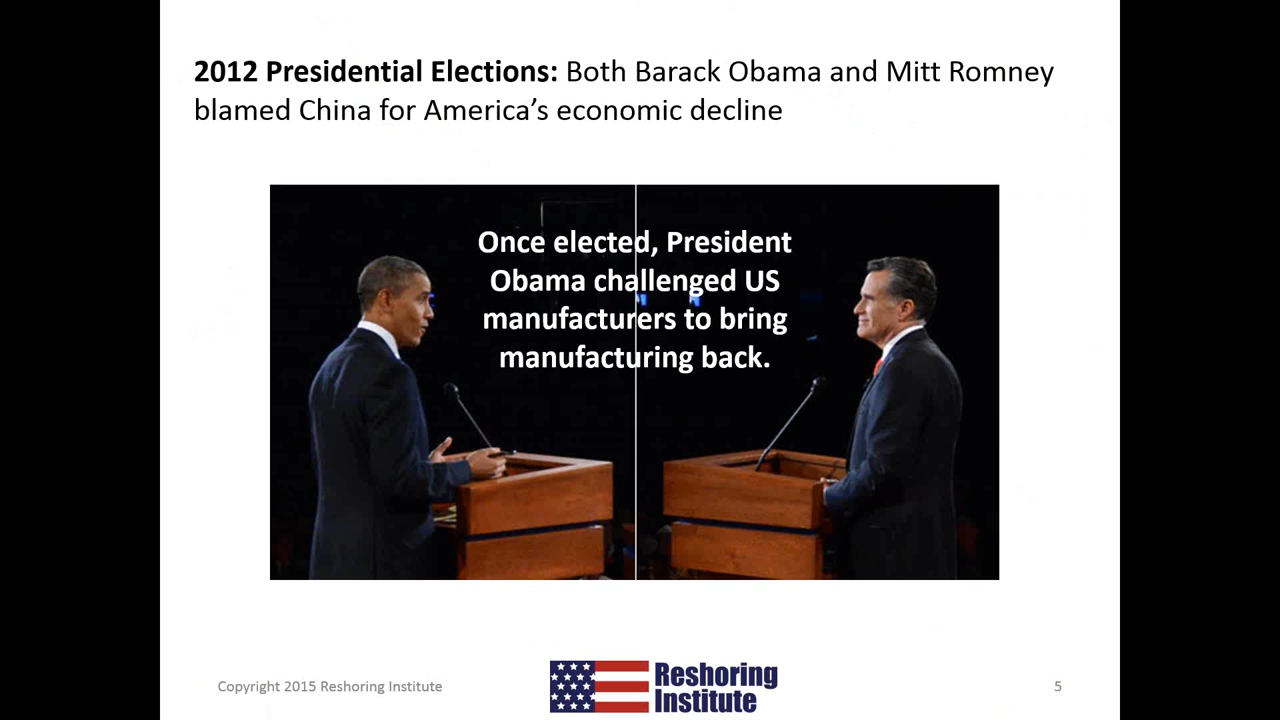 2012 Presidential Elections: Both Barack Obama and Mitt Romney
blamed China for America’s economic decline
Once elected, President
Obama challenged US
manufacturers to bring
manufacturing back.
Copyright 2015 Reshoring Institute
Reshoring
Institute
5